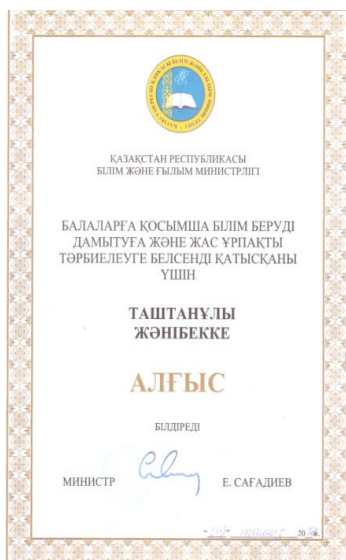 ҚАЗАҚСТАН РЕСПУБЛИКАСЫ
БІЛІМ ЖӘНЕ ҒЫЛЫМ МИНИСТРЛІГІ
БАЛАЛАРҒА ҚОСЫМША БІЛІМ БЕРУДІ
ДАМЫТУҒА ЖӘНЕ ЖАС ҰРПАҚТЫ
ТӘРБИЕЛЕУГЕ БЕЛСЕНДІ ҚАТЫСҚАНЫ
ҮШІН
ТАШТАНҰЛЫ
ЖӘНІБЕККЕ
АЛҒЫС
БІЛДІРЕДІ
МИНИСТР Е. САҒАДИЕВ
20 ж.